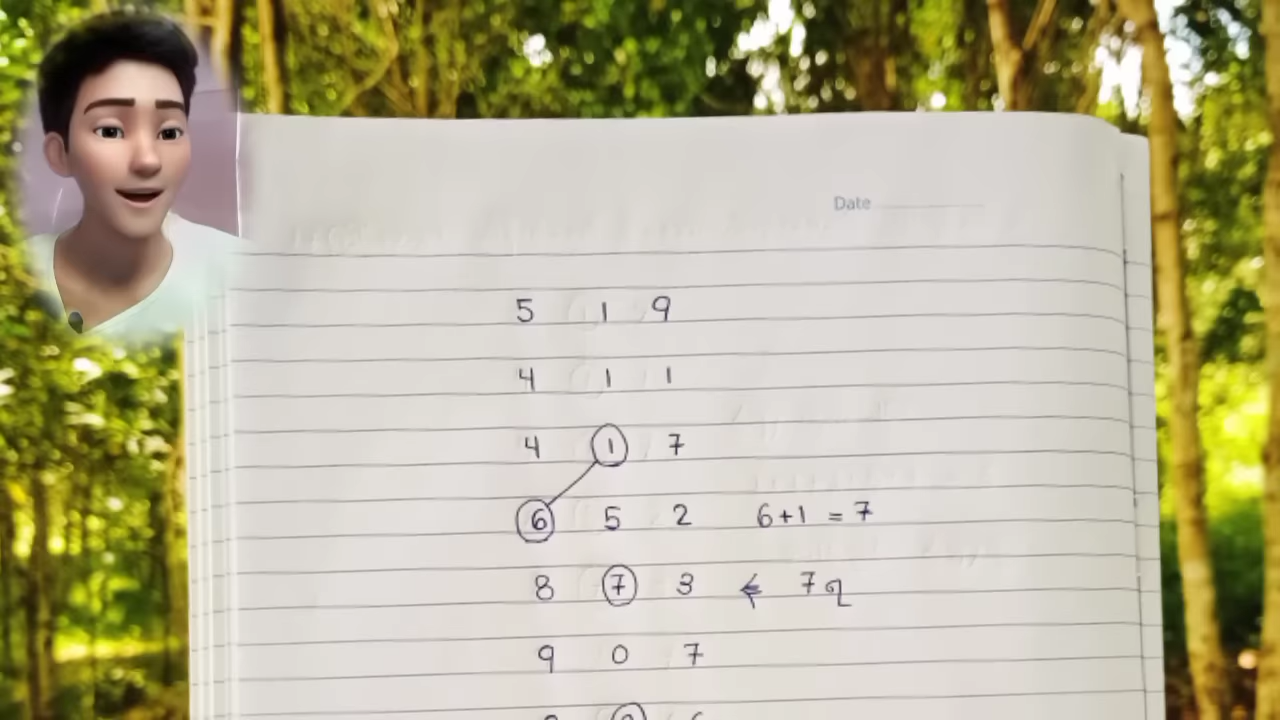 Date
5 1 9
4 1 1
4 1 7
6 5 2 6+1 = 7
8 7 3 ← 7
9 0 7